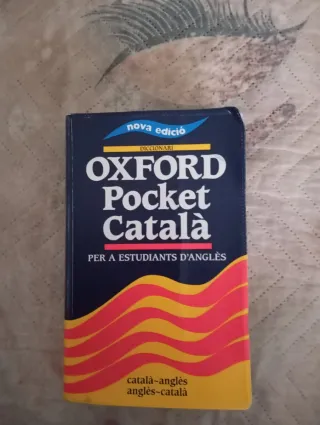 nova edició
DICCIONARI
OXFORD
Pocket
Català
PER A ESTUDIANTS D'ANGLÈS
català-anglès
anglès-català